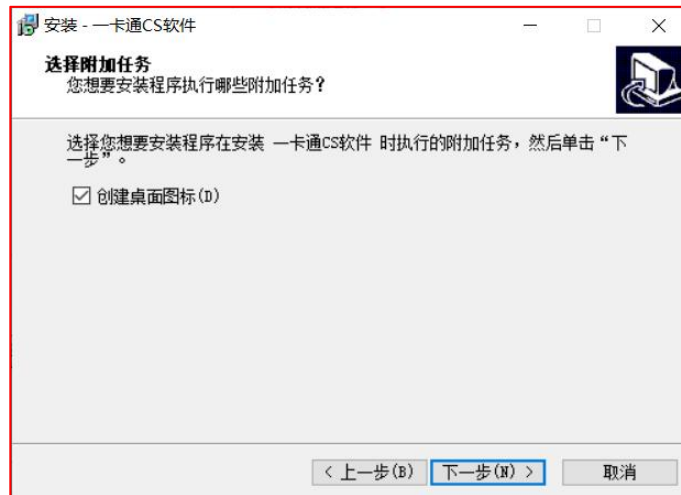 安装 - 一卡通CS软件
选择附加任务
您想要安装程序执行哪些附加任务?
选择您想要安装程序在安装 一卡通CS软件 时执行的附加任务，然后单击“下
一步”。
创建桌面图标(D)
< 上一步(B)
下一步(N) >
取消